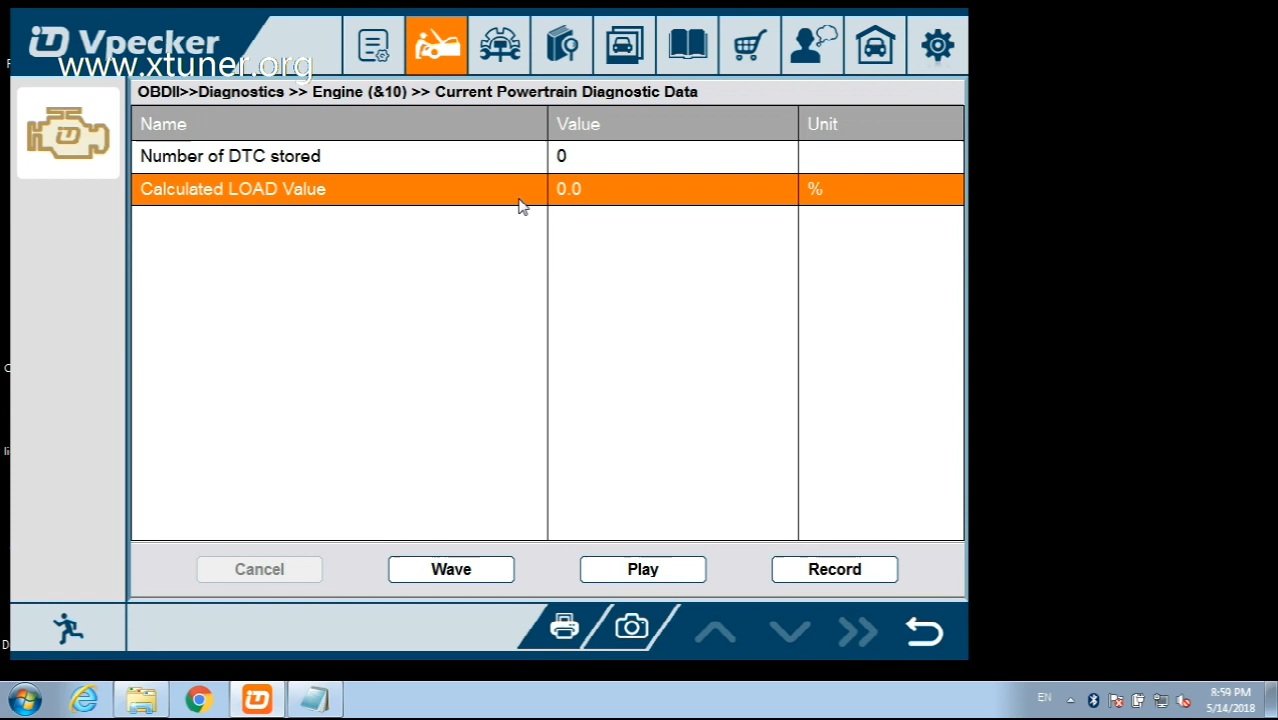 Vpecker
www.xtuner.org
OBDII>>Diagnostics >> Engine (&10) >> Current Powertrain Diagnostic Data
Name Value Unit
Number of DTC stored 0
Calculated LOAD Value 0.0 %
Cancel Wave Play Record
EN
8:59 PM
5/14/2018